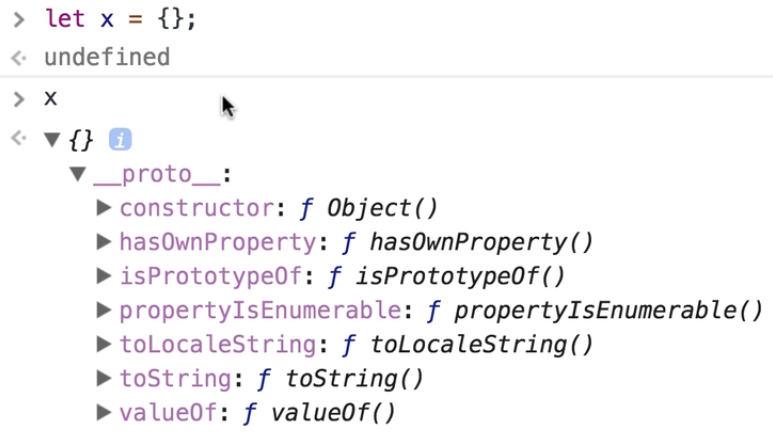 > let x = {};
<· undefined
> x
<· ▼ {} i
▼ __proto__:
▶ constructor: ƒ Object()
▶ hasOwnProperty: ƒ hasOwnProperty()
▶ isPrototypeOf: ƒ isPrototypeOf()
▶ propertyIsEnumerable: ƒ propertyIsEnumerable()
▶ toLocaleString: ƒ toLocaleString()
▶ toString: ƒ toString()
▶ valueOf: ƒ valueOf()